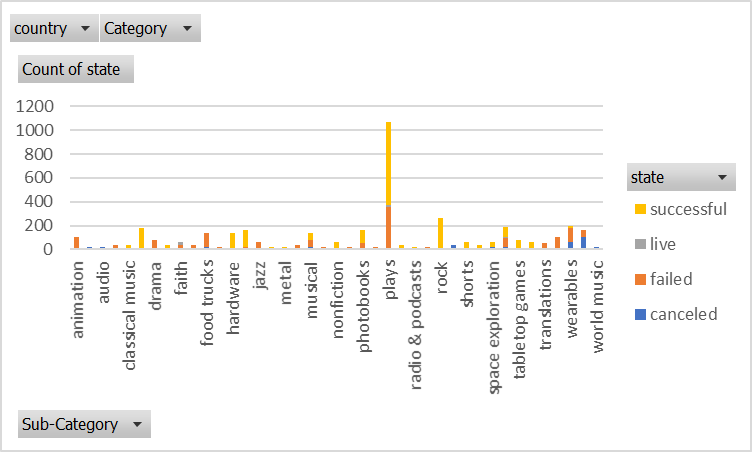 country Category
Count of state
1200
1000
800
600
400
200
0
animation
audio
classical music
drama
faith
food trucks
hardware
jazz
metal
musical
nonfiction
photobooks
plays
radio & podcasts
rock
shorts
space exploration
tabletop games
translations
wearables
world music
state
successful
live
failed
canceled
Sub-Category